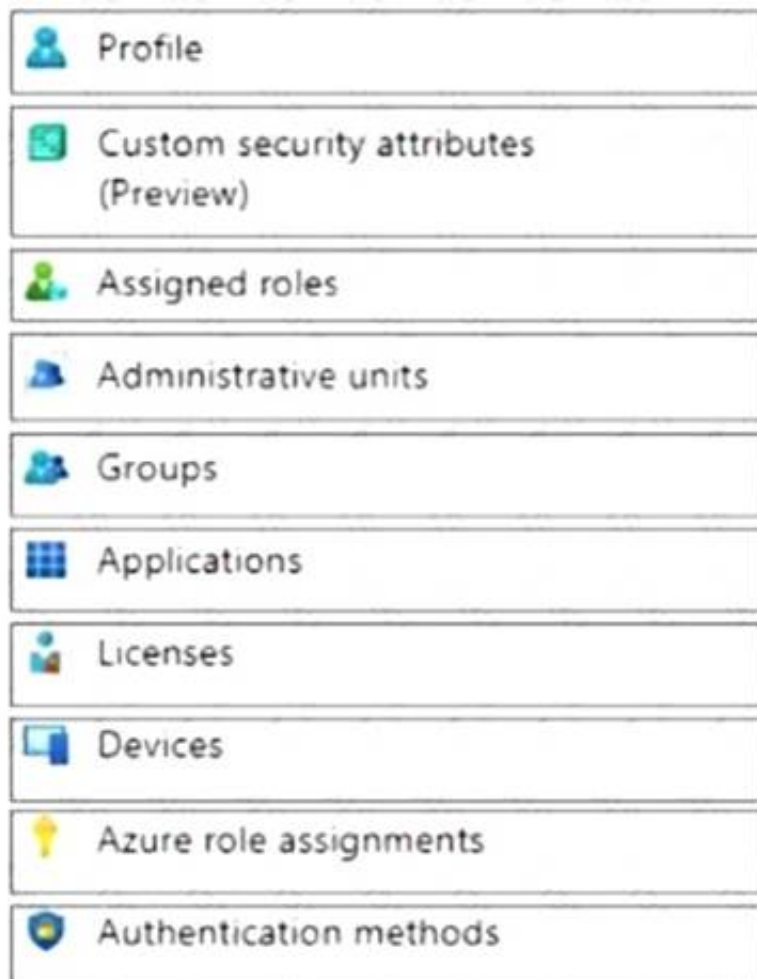 Profile
Custom security attributes
(Preview)
Assigned roles
Administrative units
Groups
Applications
Licenses
Devices
Azure role assignments
Authentication methods